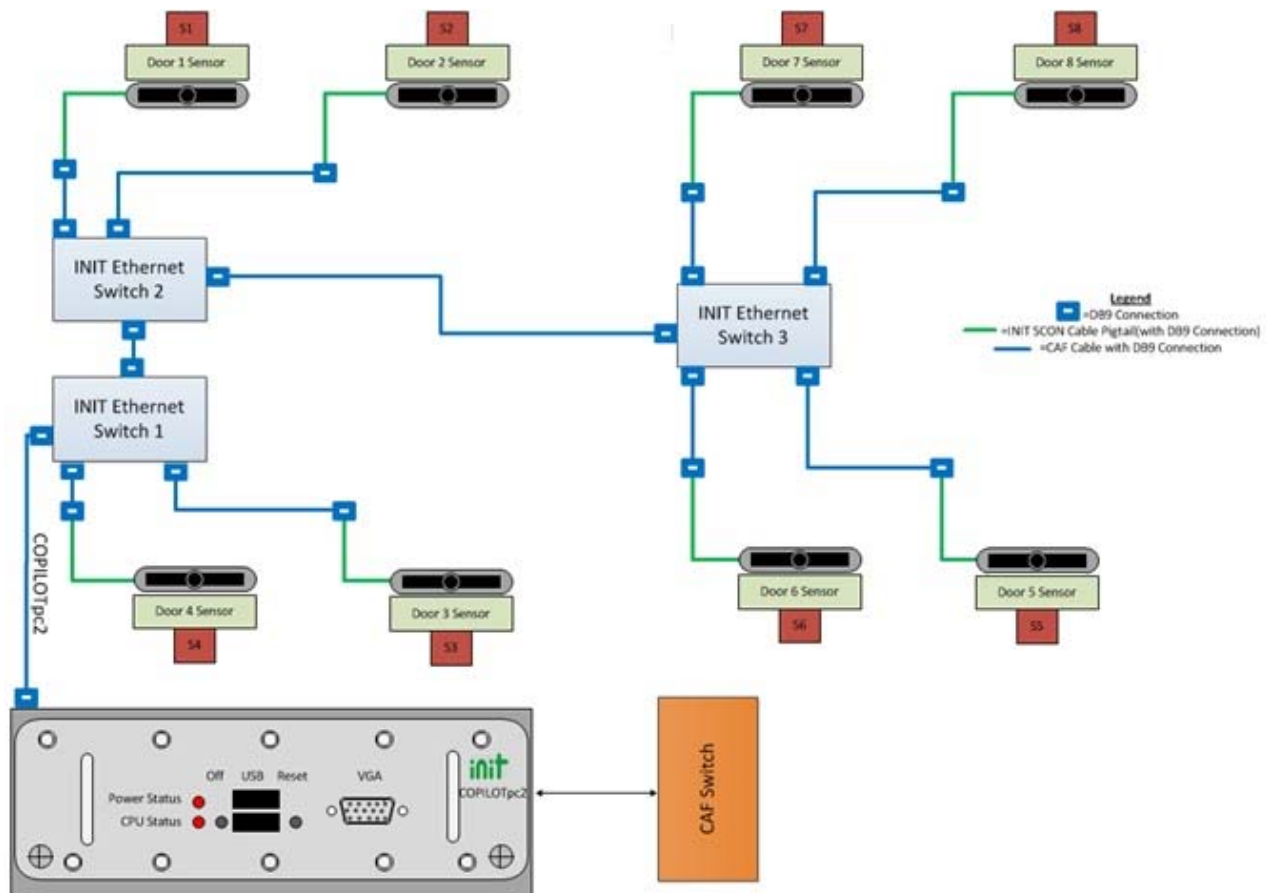 S1
S2
S7
S8
Door 1 Sensor
Door 2 Sensor
Door 7 Sensor
Door 8 Sensor
INIT Ethernet
Switch 2
INIT Ethernet
Switch 3
Legend
=DB9 Connection
=INIT SCON Cable Pigtail(with DB9 Connection)
=CAF Cable with DB9 Connection
INIT Ethernet
Switch 1
COPILOTpc2
Door 4 Sensor
Door 3 Sensor
Door 6 Sensor
Door 5 Sensor
S4
S3
S6
S5
Off USB Reset
VGA
init
COPILOTpc2
Power Status
CPU Status
CAF Switch